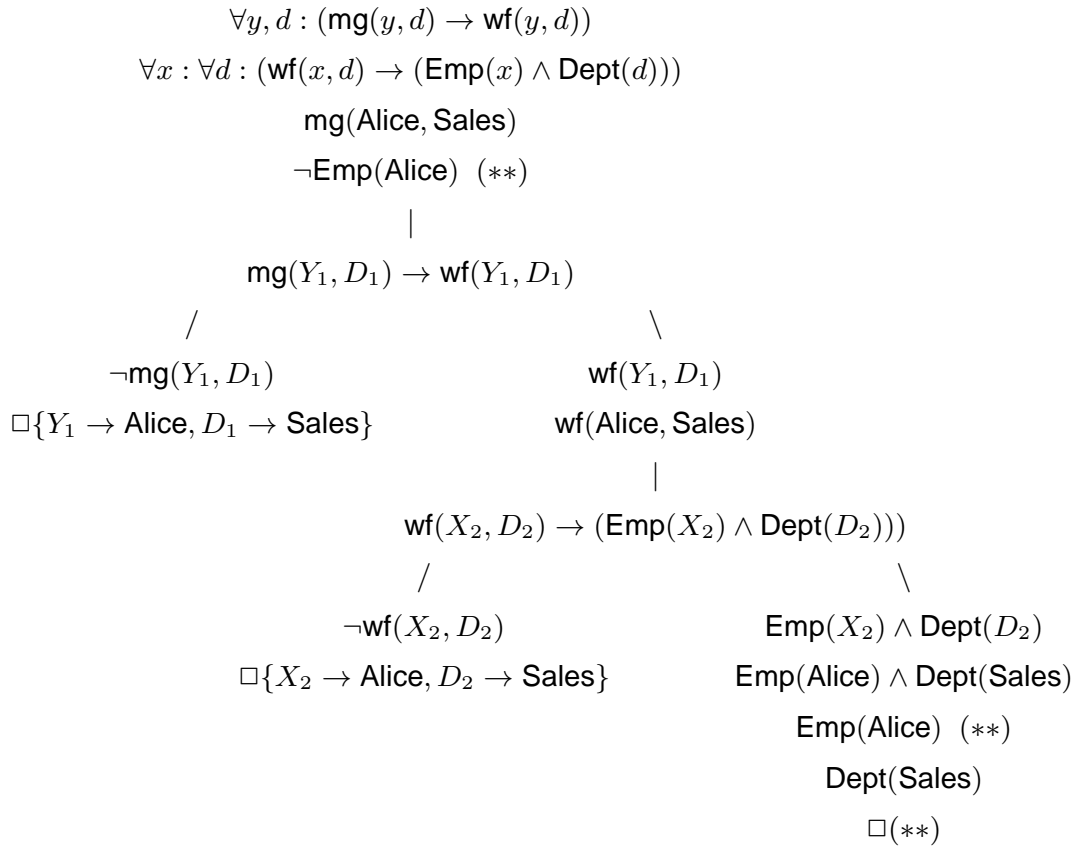 ∀y, d : (mg(y, d) → wf(y, d))
∀x : ∀d : (wf(x, d) → (Emp(x) ∧ Dept(d)))
mg(Alice, Sales)
¬Emp(Alice) (∗∗)
|
mg(Y₁, D₁) → wf(Y₁, D₁)
/ \
¬mg(Y₁, D₁) wf(Y₁, D₁)
□{Y₁ → Alice, D₁ → Sales} wf(Alice, Sales)
|
wf(X₂, D₂) → (Emp(X₂) ∧ Dept(D₂)))
/ \
¬wf(X₂, D₂) Emp(X₂) ∧ Dept(D₂)
□{X₂ → Alice, D₂ → Sales} Emp(Alice) ∧ Dept(Sales)
Emp(Alice) (∗∗)
Dept(Sales)
□(∗∗)